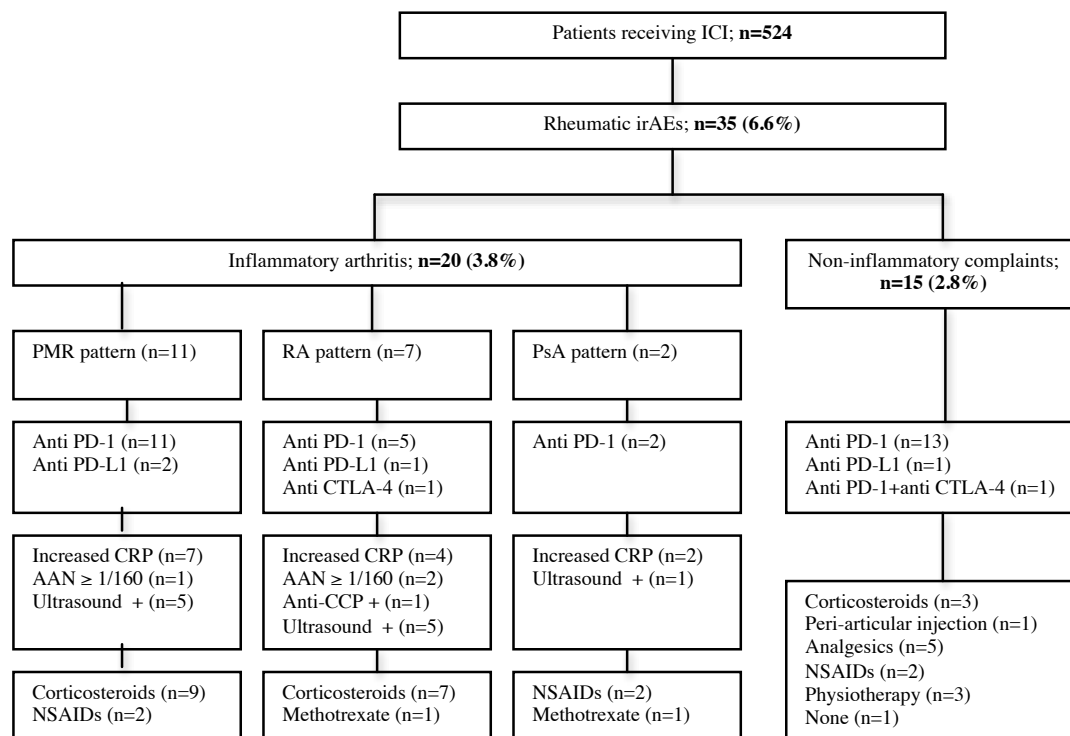 Patients receiving ICI; n=524
Rheumatic irAEs; n=35 (6.6%)
Inflammatory arthritis; n=20 (3.8%)
Non-inflammatory complaints;
n=15 (2.8%)
PMR pattern (n=11)
RA pattern (n=7)
PsA pattern (n=2)
Anti PD-1 (n=11)
Anti PD-L1 (n=2)
Anti PD-1 (n=5)
Anti PD-L1 (n=1)
Anti CTLA-4 (n=1)
Anti PD-1 (n=2)
Anti PD-1 (n=13)
Anti PD-L1 (n=1)
Anti PD-1+anti CTLA-4 (n=1)
Increased CRP (n=7)
AAN ≥ 1/160 (n=1)
Ultrasound + (n=5)
Increased CRP (n=4)
AAN ≥ 1/160 (n=2)
Anti-CCP + (n=1)
Ultrasound + (n=5)
Increased CRP (n=2)
Ultrasound + (n=1)
Corticosteroids (n=3)
Peri-articular injection (n=1)
Analgesics (n=5)
NSAIDs (n=2)
Physiotherapy (n=3)
None (n=1)
Corticosteroids (n=9)
NSAIDs (n=2)
Corticosteroids (n=7)
Methotrexate (n=1)
NSAIDs (n=2)
Methotrexate (n=1)